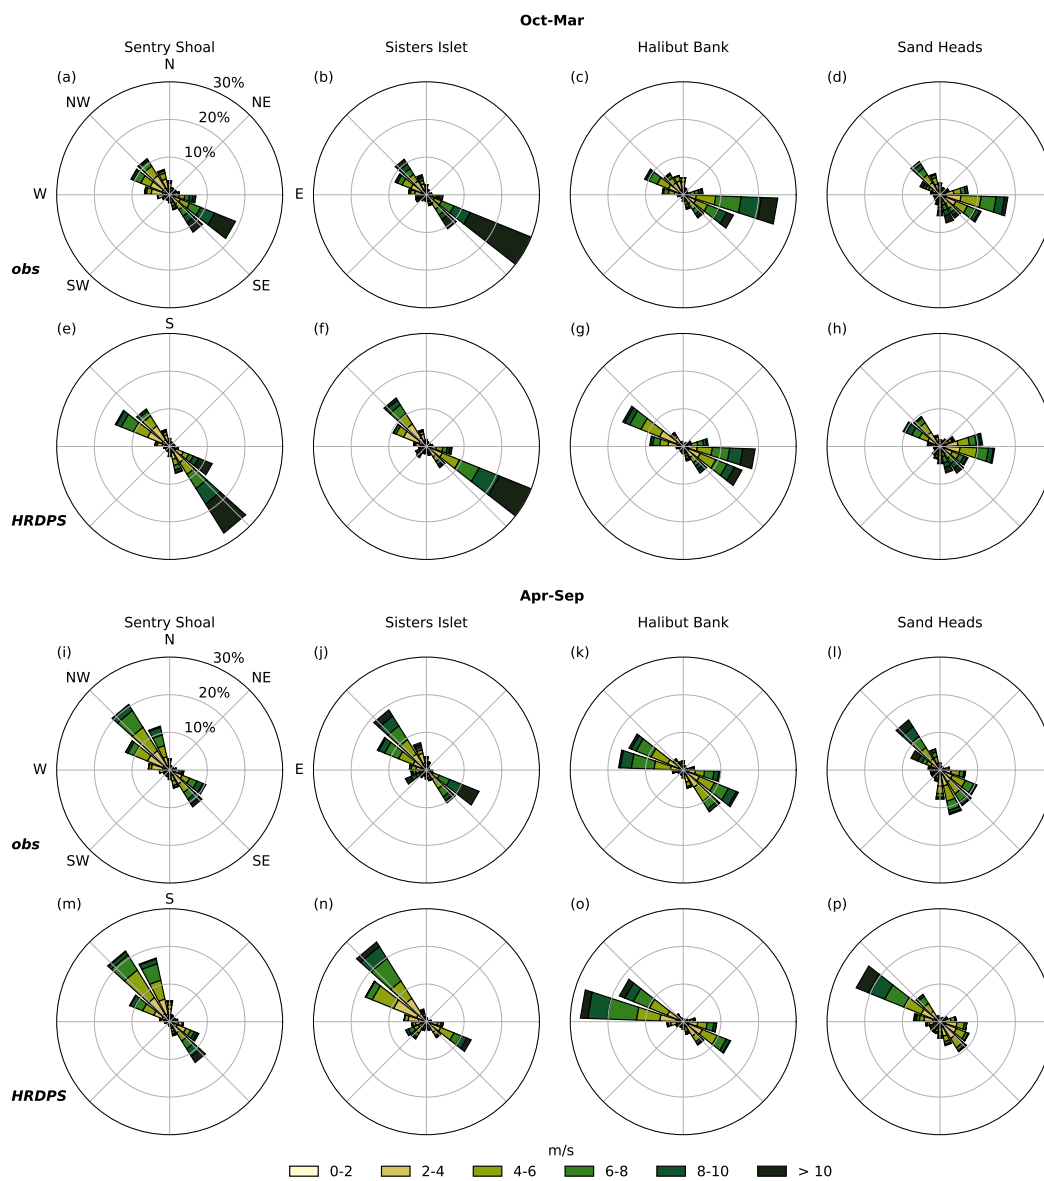 Oct-Mar
Sentry Shoal Sisters Islet Halibut Bank Sand Heads
N
(a) 30% (b) (c) (d)
NW NE
20%
10%
W E
obs
SW SE
S
(e) (f) (g) (h)
HRDPS
Apr-Sep
Sentry Shoal Sisters Islet Halibut Bank Sand Heads
N
(i) 30% (j) (k) (l)
NW NE
20%
10%
W E
obs
SW SE
S
(m) (n) (o) (p)
HRDPS
m/s
0-2 2-4 4-6 6-8 8-10 > 10